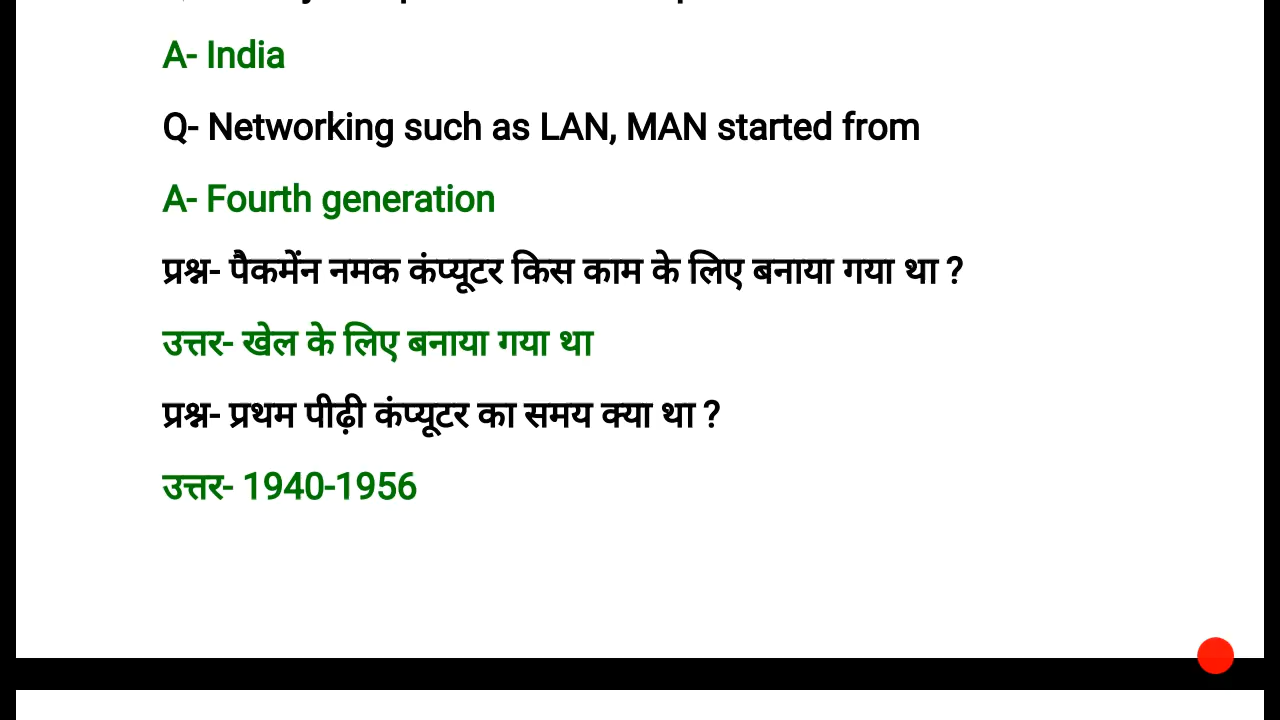 A- India
Q- Networking such as LAN, MAN started from
A- Fourth generation
प्रश्न- पैकमेंन नमक कंप्यूटर किस काम के लिए बनाया गया था ?
उत्तर- खेल के लिए बनाया गया था
प्रश्न- प्रथम पीढ़ी कंप्यूटर का समय क्या था ?
उत्तर- 1940-1956